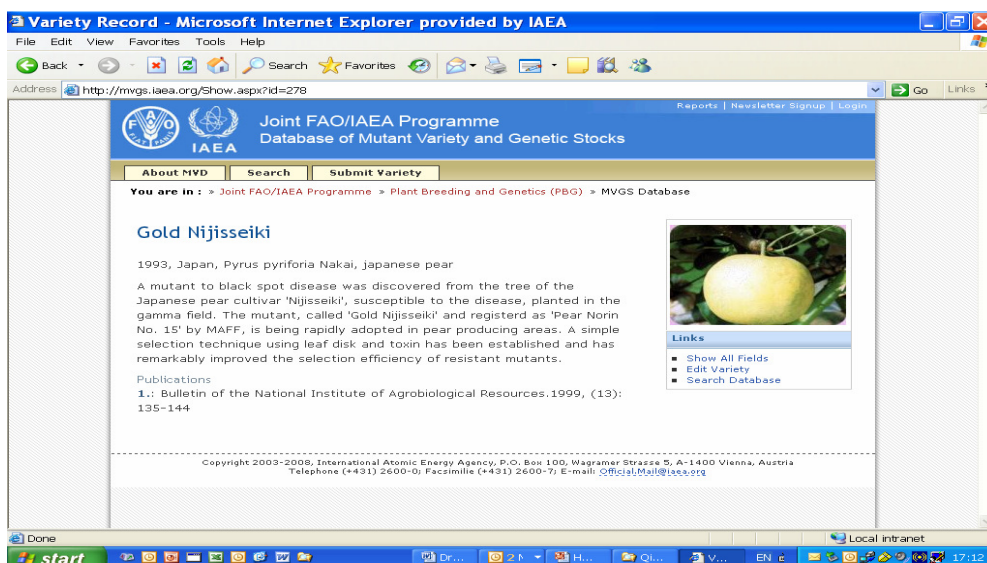 Variety Record - Microsoft Internet Explorer provided by IAEA
File Edit View Favorites Tools Help
Back Search Favorites
Address http://mvgs.iaea.org/Show.aspx?id=278 Go Links
Reports | Newsletter Signup | Login
Joint FAO/IAEA Programme
Database of Mutant Variety and Genetic Stocks
IAEA
About MVD Search Submit Variety
You are in : » Joint FAO/IAEA Programme » Plant Breeding and Genetics (PBG) » MVGS Database
Gold Nijisseiki
1993, Japan, Pyrus pyriforia Nakai, japanese pear
A mutant to black spot disease was discovered from the tree of the
Japanese pear cultivar 'Nijisseiki', susceptible to the disease, planted in the
gamma field. The mutant, called 'Gold Nijisseiki' and registerd as 'Pear Norin
No. 15' by MAFF, is being rapidly adopted in pear producing areas. A simple
selection technique using leaf disk and toxin has been established and has
remarkably improved the selection efficiency of resistant mutants.
Publications
1.: Bulletin of the National Institute of Agrobiological Resources.1999, (13):
135-144
Links
Show All Fields
Edit Variety
Search Database
Copyright 2003-2008, International Atomic Energy Agency, P.O. Box 100, Wagramer Strasse 5, A-1400 Vienna, Austria
Telephone (+431) 2600-0; Facsimilie (+431) 2600-7; E-mail: Official.Mail@iaea.org
Done Local intranet
start Dr... 2 H... Qi... V... EN 17:12